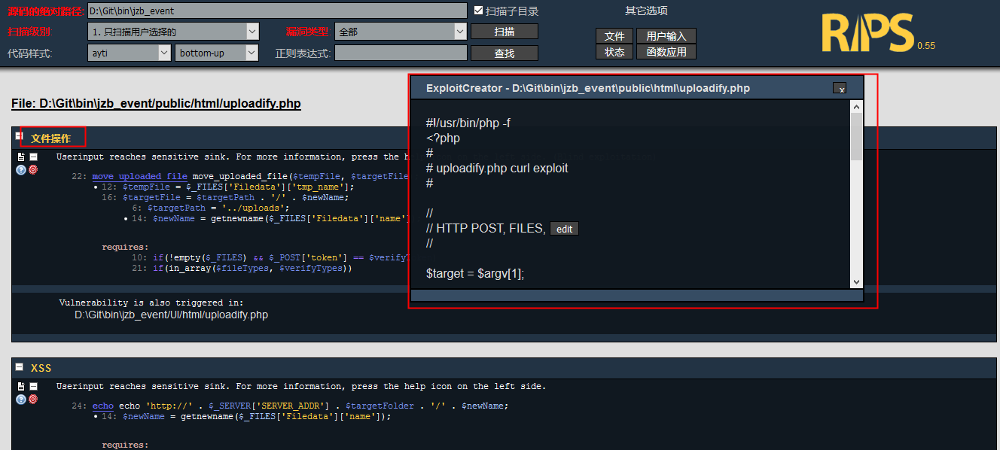 源码的绝对路径: D:\Git\bin\jzb_event 扫描子目录 其它选项
扫描级别: 1. 只扫描用户选择的 漏洞类型: 全部 扫描 文件 用户输入
代码样式: ayti bottom-up 正则表达式: 查找 状态 函数应用
RIPS 0.55
File: D:\Git\bin\jzb_event/public/html/uploadify.php
ExploitCreator - D:\Git\bin\jzb_event\public\html\uploadify.php x
#!/usr/bin/php -f
<?php
#
# uploadify.php curl exploit
#
//
// HTTP POST, FILES, edit
//
$target = $argv[1];
文件操作
Userinput reaches sensitive sink. For more information, press the h
22: move_uploaded_file move_uploaded_file($tempFile, $targetFile
12: $tempFile = $_FILES['Filedata']['tmp_name'];
16: $targetFile = $targetPath . '/' . $newName;
6: $targetPath = '../uploads';
14: $newName = getnewname($_FILES['Filedata']['name']
requires:
10: if(!empty($_FILES) && $_POST['token'] == $verifyT
21: if(in_array($fileTypes, $verifyTypes))
Vulnerability is also triggered in:
D:\Git\bin\jzb_event/UI/html/uploadify.php
XSS
Userinput reaches sensitive sink. For more information, press the help icon on the left side.
24: echo echo 'http://' . $_SERVER['SERVER_ADDR'] . $targetFolder . '/' . $newName;
14: $newName = getnewname($_FILES['Filedata']['name']);
requires: